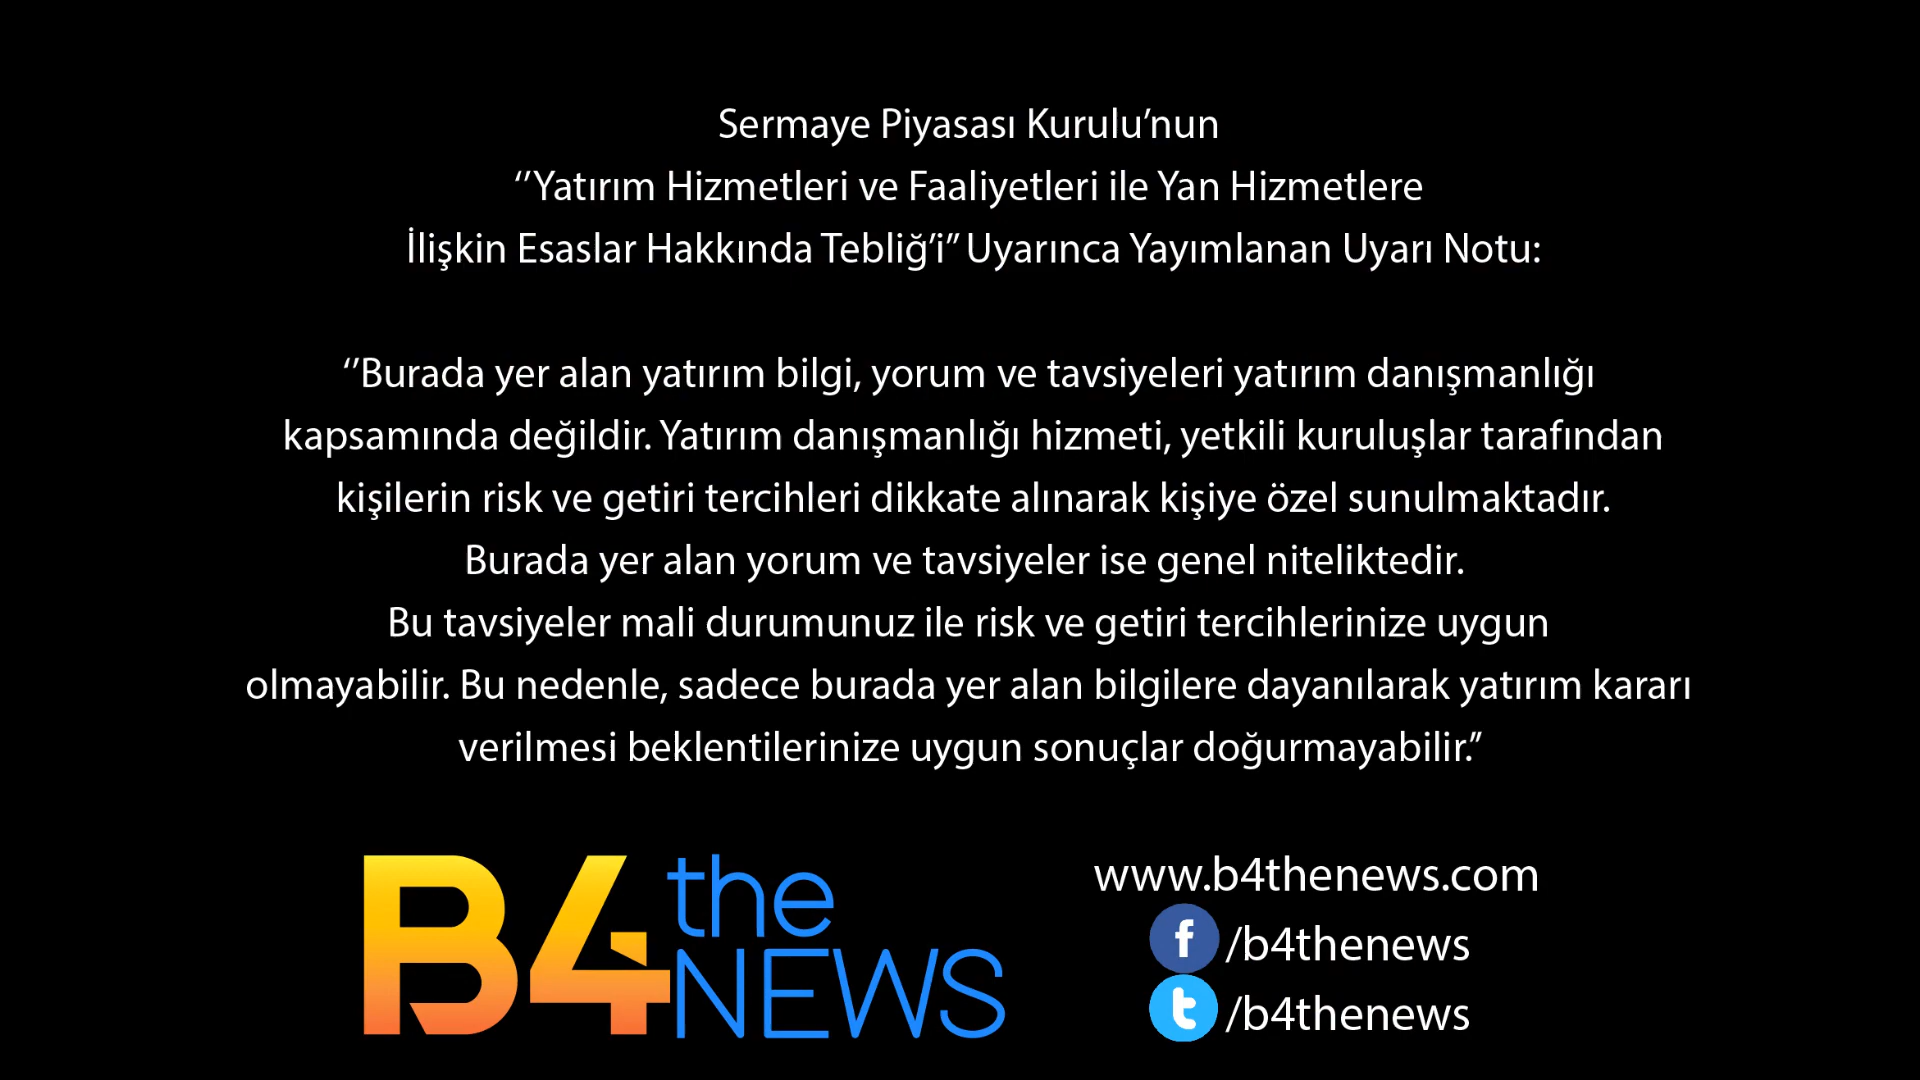 Sermaye Piyasası Kurulu’nun
‘’Yatırım Hizmetleri ve Faaliyetleri ile Yan Hizmetlere
İlişkin Esaslar Hakkında Tebliğ’i” Uyarınca Yayımlanan Uyarı Notu:
‘’Burada yer alan yatırım bilgi, yorum ve tavsiyeleri yatırım danışmanlığı
kapsamında değildir. Yatırım danışmanlığı hizmeti, yetkili kuruluşlar tarafından
kişilerin risk ve getiri tercihleri dikkate alınarak kişiye özel sunulmaktadır.
Burada yer alan yorum ve tavsiyeler ise genel niteliktedir.
Bu tavsiyeler mali durumunuz ile risk ve getiri tercihlerinize uygun
olmayabilir. Bu nedenle, sadece burada yer alan bilgilere dayanılarak yatırım kararı
verilmesi beklentilerinize uygun sonuçlar doğurmayabilir.”
B4 the
NEWS
www.b4thenews.com
f /b4thenews
t /b4thenews